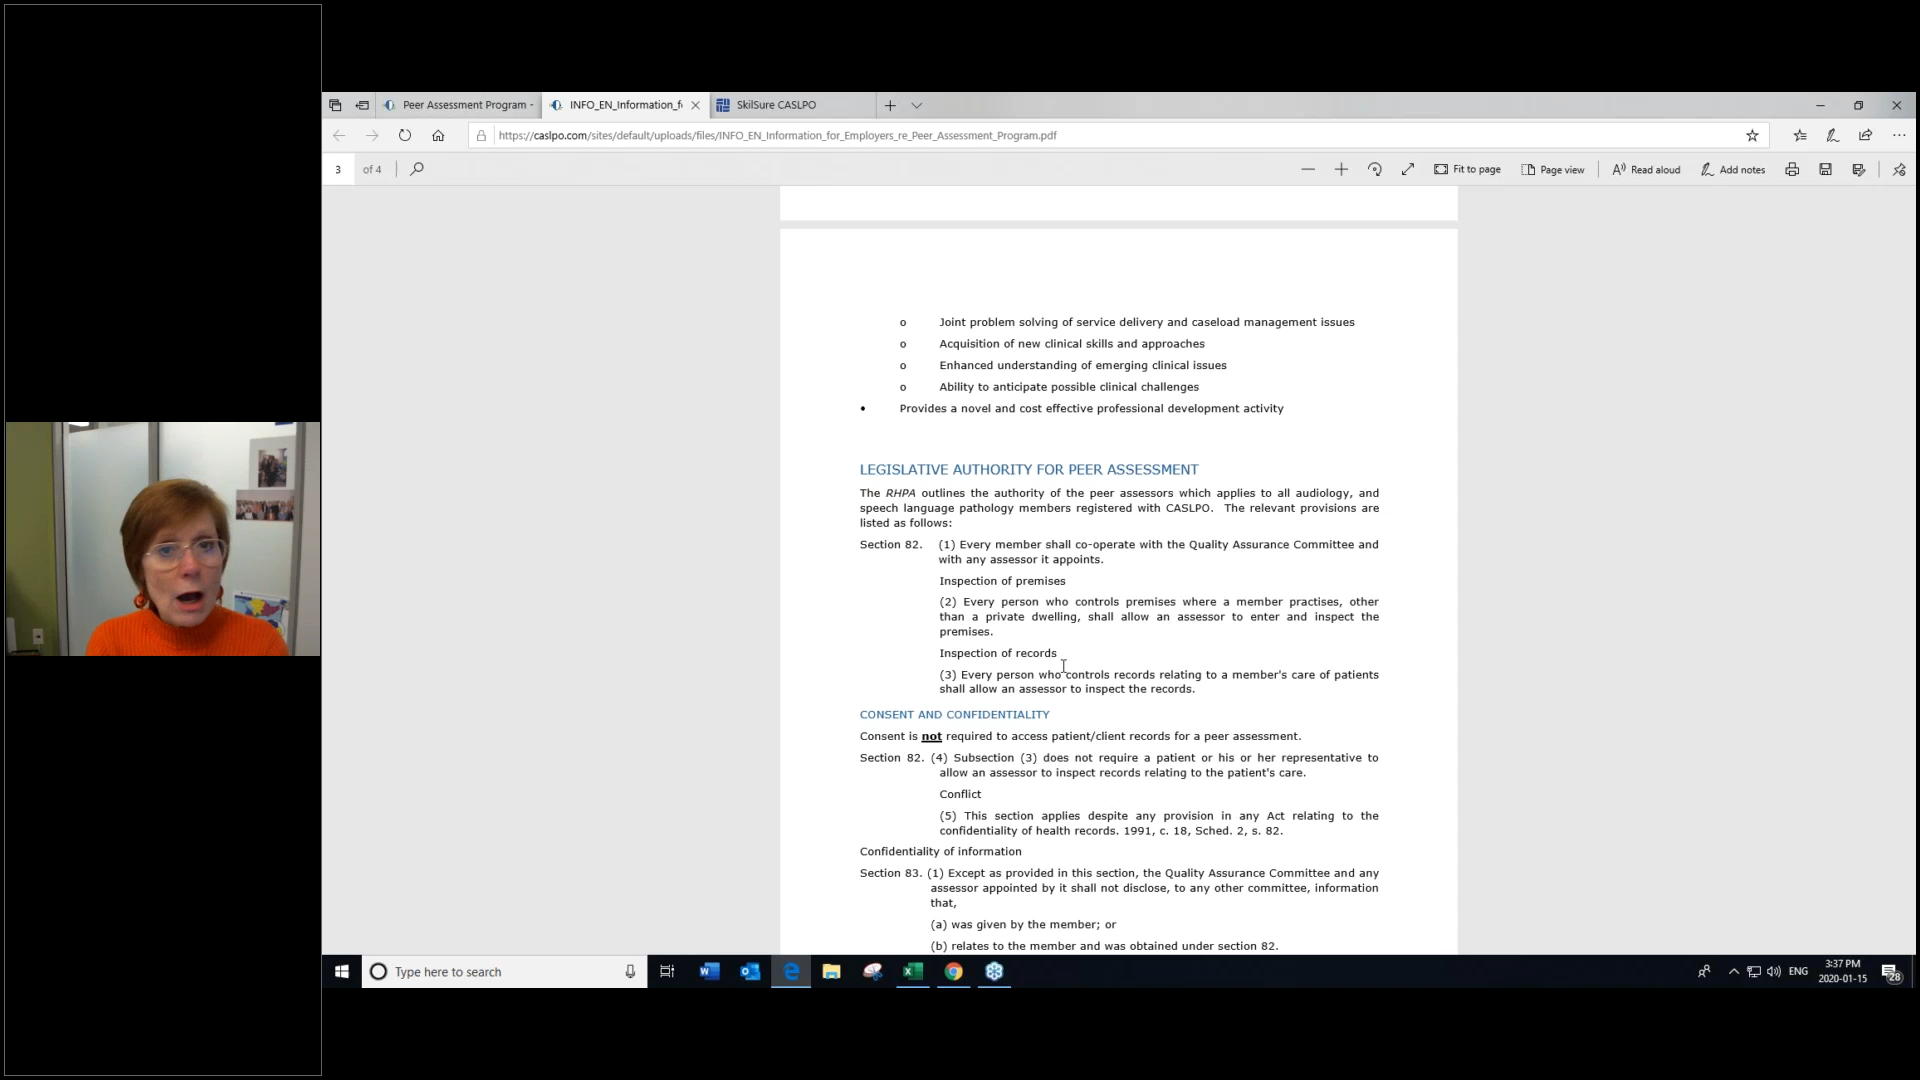 Peer Assessment Program -
INFO_EN_Information_f
SkilSure CASLPO
https://caslpo.com/sites/default/uploads/files/INFO_EN_Information_for_Employers_re_Peer_Assessment_Program.pdf
3 of 4
Fit to page
Page view
Read aloud
Add notes
o Joint problem solving of service delivery and caseload management issues
o Acquisition of new clinical skills and approaches
o Enhanced understanding of emerging clinical issues
o Ability to anticipate possible clinical challenges
• Provides a novel and cost effective professional development activity
LEGISLATIVE AUTHORITY FOR PEER ASSESSMENT
The RHPA outlines the authority of the peer assessors which applies to all audiology, and
speech language pathology members registered with CASLPO. The relevant provisions are
listed as follows:
Section 82. (1) Every member shall co-operate with the Quality Assurance Committee and
with any assessor it appoints.
Inspection of premises
(2) Every person who controls premises where a member practises, other
than a private dwelling, shall allow an assessor to enter and inspect the
premises.
Inspection of records
(3) Every person who controls records relating to a member's care of patients
shall allow an assessor to inspect the records.
CONSENT AND CONFIDENTIALITY
Consent is not required to access patient/client records for a peer assessment.
Section 82. (4) Subsection (3) does not require a patient or his or her representative to
allow an assessor to inspect records relating to the patient's care.
Conflict
(5) This section applies despite any provision in any Act relating to the
confidentiality of health records. 1991, c. 18, Sched. 2, s. 82.
Confidentiality of information
Section 83. (1) Except as provided in this section, the Quality Assurance Committee and any
assessor appointed by it shall not disclose, to any other committee, information
that,
(a) was given by the member; or
(b) relates to the member and was obtained under section 82.
Type here to search
ENG
3:37 PM
2020-01-15
28